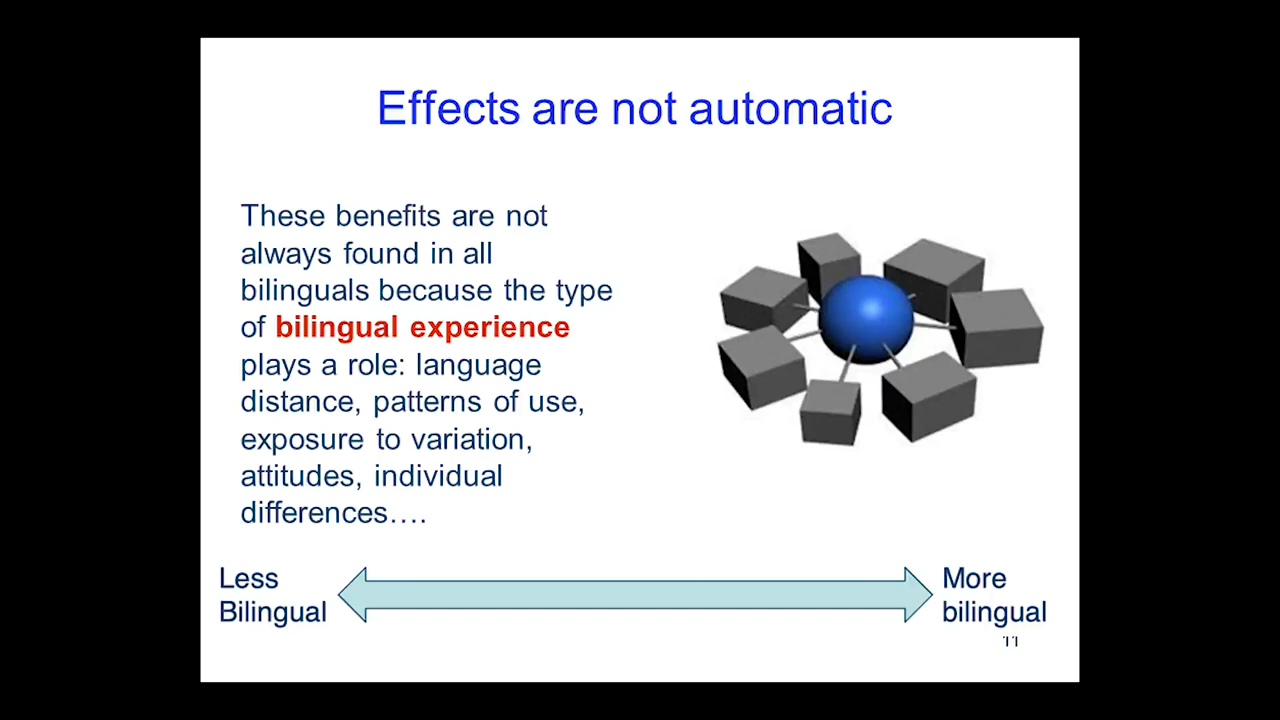 Effects are not automatic
These benefits are not
always found in all
bilinguals because the type
of bilingual experience
plays a role: language
distance, patterns of use,
exposure to variation,
attitudes, individual
differences….
Less
Bilingual
More
bilingual
11